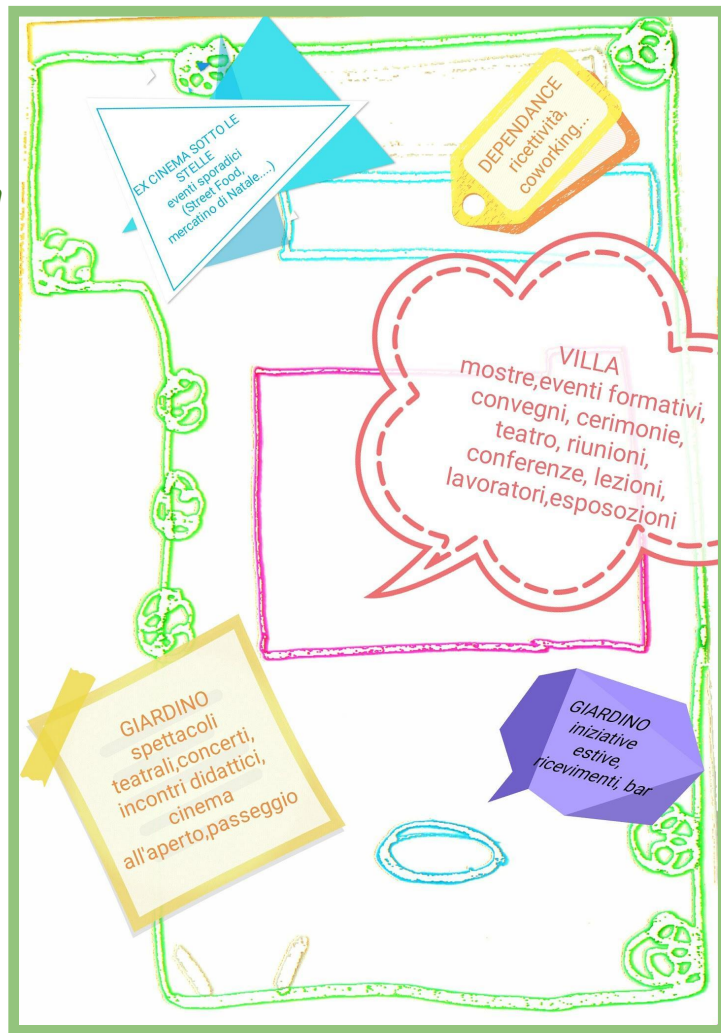 EX CINEMA SOTTO LE
STELLE
eventi sporadici
(Street Food,
mercatino di Natale.....)
DEPENDANCE
ricettività,
coworking...
VILLA
mostre,eventi formativi,
convegni, cerimonie,
teatro, riunioni,
conferenze, lezioni,
lavoratori,esposozioni
GIARDINO
spettacoli
teatrali,concerti,
incontri didattici,
cinema
all'aperto,passeggio
GIARDINO
iniziative
estive,
ricevimenti, bar